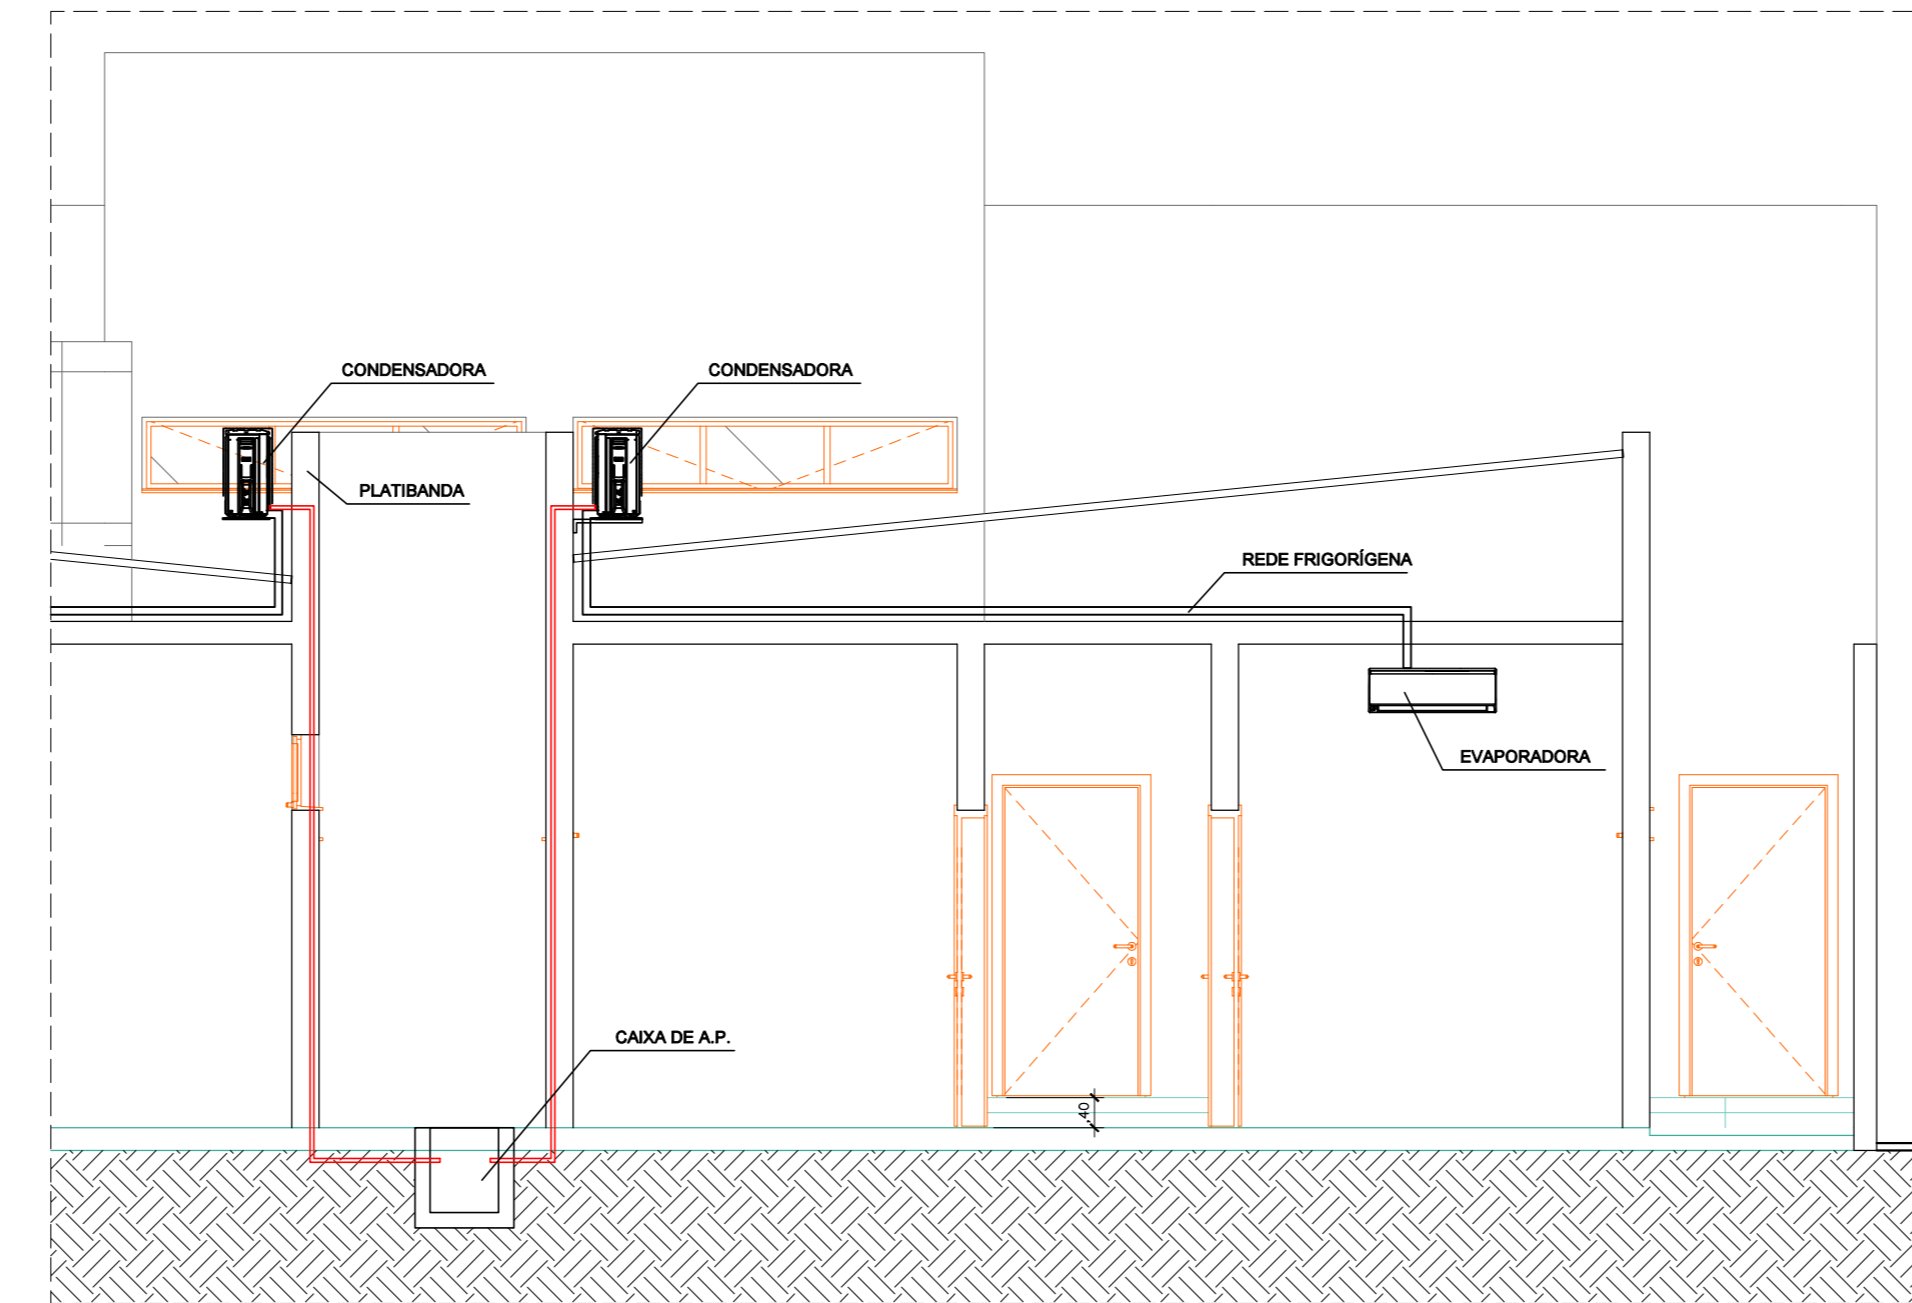 CONDENSADORA
CONDENSADORA
PLATIBANDA
REDE FRIGORÍGENA
EVAPORADORA
CAIXA DE A.P.
,40